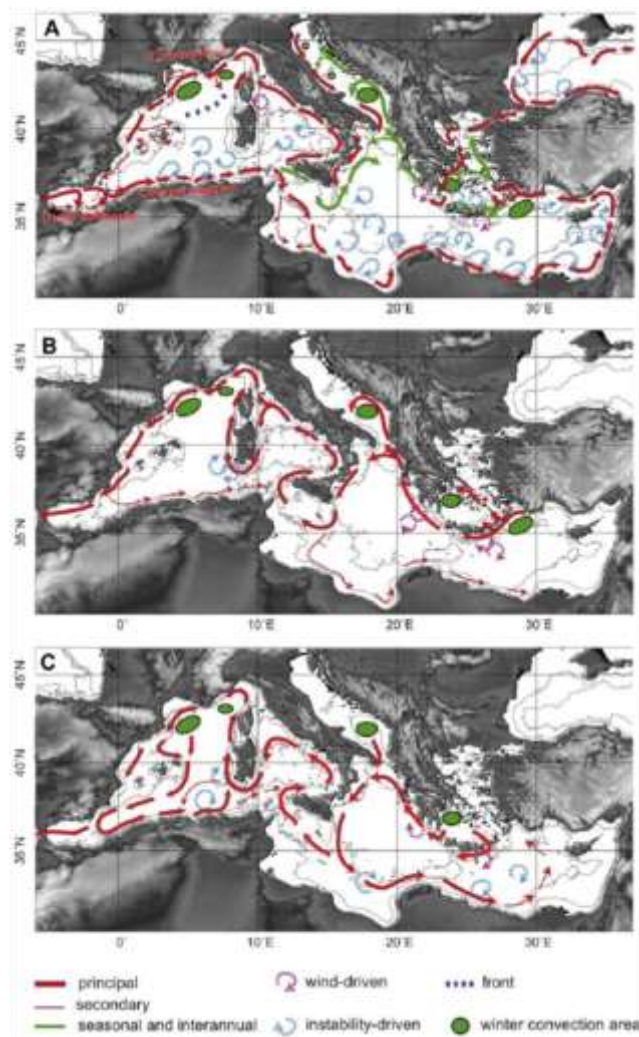 A
45°N
40°N
35°N
0°
10°E
20°E
30°E
B
45°N
40°N
35°N
0°
10°E
20°E
30°E
C
45°N
40°N
35°N
0°
10°E
20°E
30°E
principal wind-driven front
secondary
seasonal and interannual instability-driven winter convection area